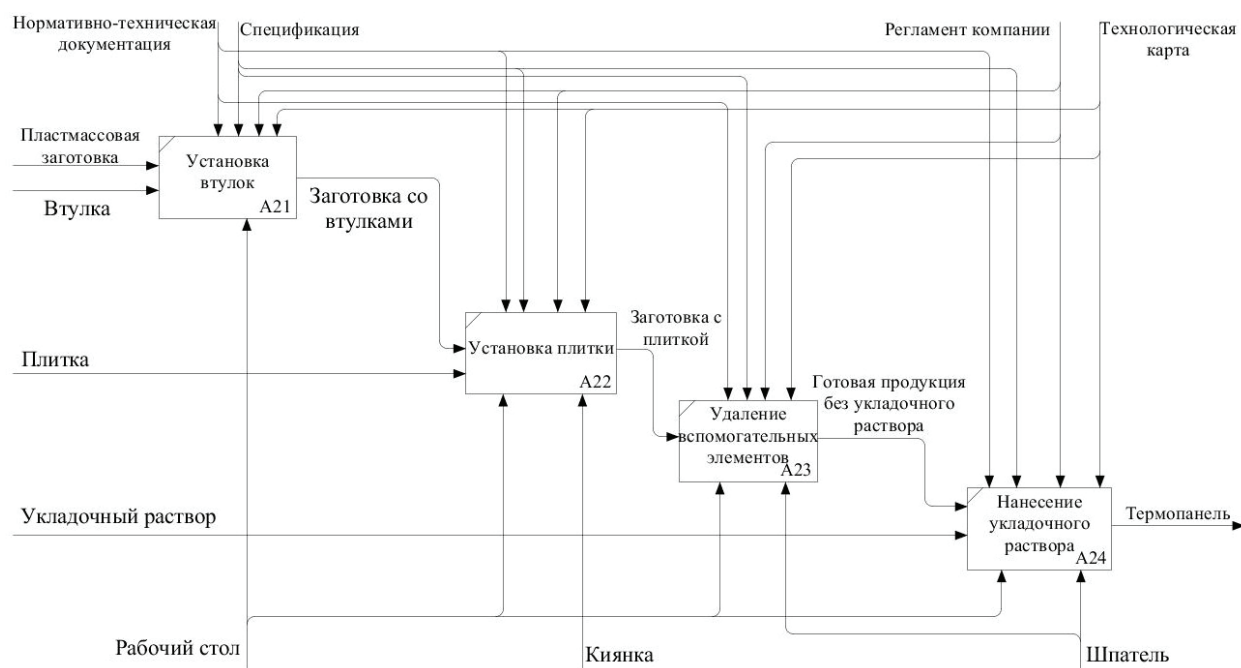 Нормативно-техническая
документация
Спецификация
Регламент компании
Технологическая
карта
Пластмассовая
заготовка
Втулка
Установка
втулок
A21
Заготовка со
втулками
Плитка
Установка плитки
A22
Заготовка с
плиткой
Удаление
вспомогательных
элементов
A23
Готовая продукция
без укладочного
раствора
Укладочный раствор
Нанесение
укладочного
раствора
A24
Термопанель
Рабочий стол
Киянка
Шпатель